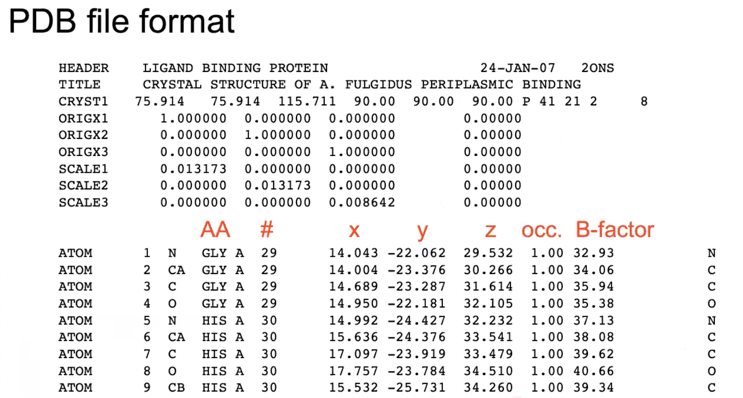 PDB file format
HEADER LIGAND BINDING PROTEIN 24-JAN-07 2ONS
TITLE CRYSTAL STRUCTURE OF A. FULGIDUS PERIPLASMIC BINDING
CRYST1 75.914 75.914 115.711 90.00 90.00 90.00 P 41 21 2 8
ORIGX1 1.000000 0.000000 0.000000 0.00000
ORIGX2 0.000000 1.000000 0.000000 0.00000
ORIGX3 0.000000 0.000000 1.000000 0.00000
SCALE1 0.013173 0.000000 0.000000 0.00000
SCALE2 0.000000 0.013173 0.000000 0.00000
SCALE3 0.000000 0.000000 0.008642 0.00000
AA # x y z occ. B-factor
ATOM 1 N GLY A 29 14.043 -22.062 29.532 1.00 32.93 N
ATOM 2 CA GLY A 29 14.004 -23.376 30.266 1.00 34.06 C
ATOM 3 C GLY A 29 14.689 -23.287 31.614 1.00 35.94 C
ATOM 4 O GLY A 29 14.950 -22.181 32.105 1.00 35.38 O
ATOM 5 N HIS A 30 14.992 -24.427 32.232 1.00 37.13 N
ATOM 6 CA HIS A 30 15.636 -24.376 33.541 1.00 38.08 C
ATOM 7 C HIS A 30 17.097 -23.919 33.479 1.00 39.62 C
ATOM 8 O HIS A 30 17.757 -23.784 34.510 1.00 40.66 O
ATOM 9 CB HIS A 30 15.532 -25.731 34.260 1.00 39.34 C